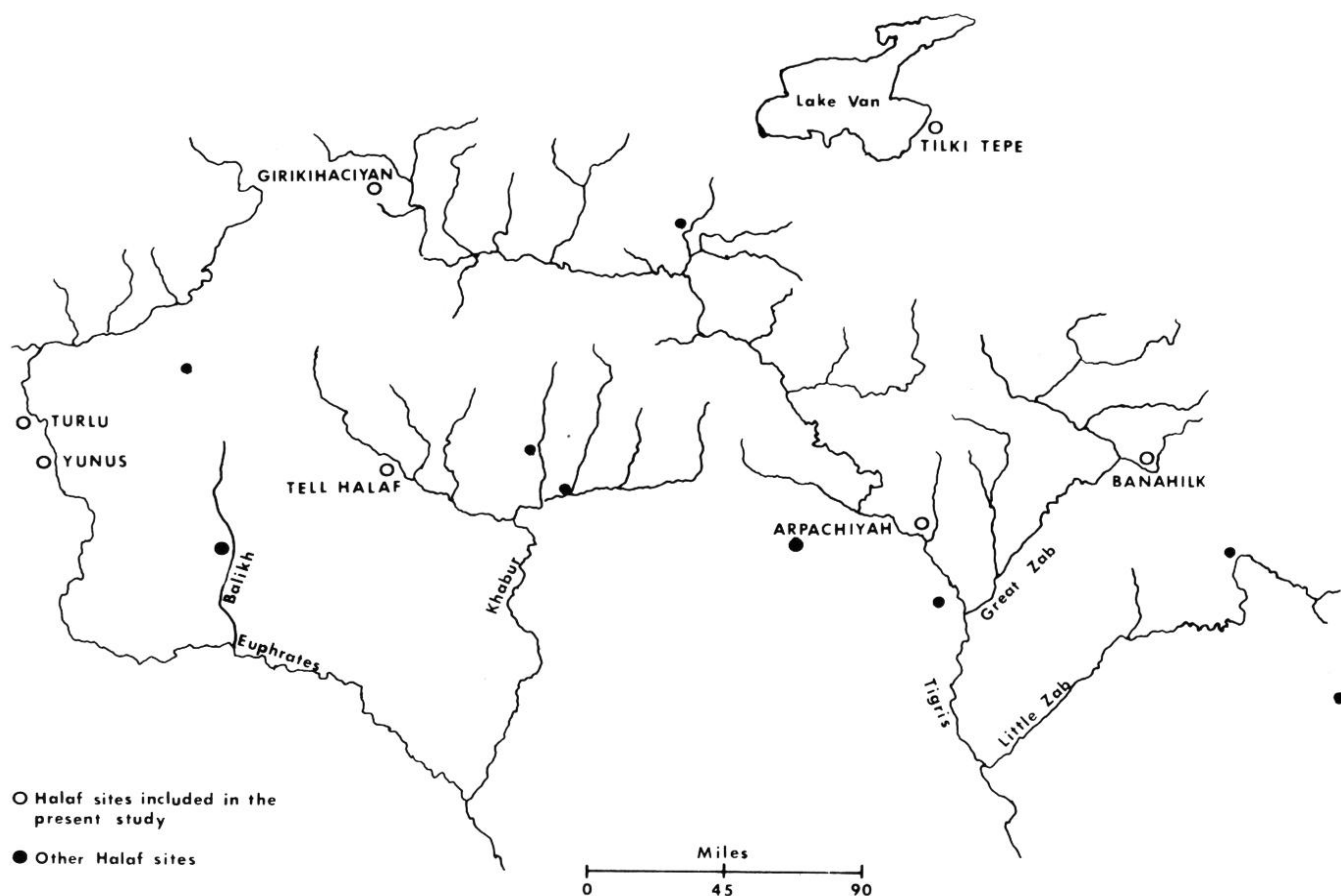 Lake Van
TILKI TEPE
GIRIKIHACIYAN
TURLU
YUNUS
TELL HALAF
BANAHILK
ARPACHIYAH
Balikh
Khabur
Great Zab
Euphrates
Tigris
Little Zab
O Halaf sites included in the
present study
● Other Halaf sites
Miles
0 45 90